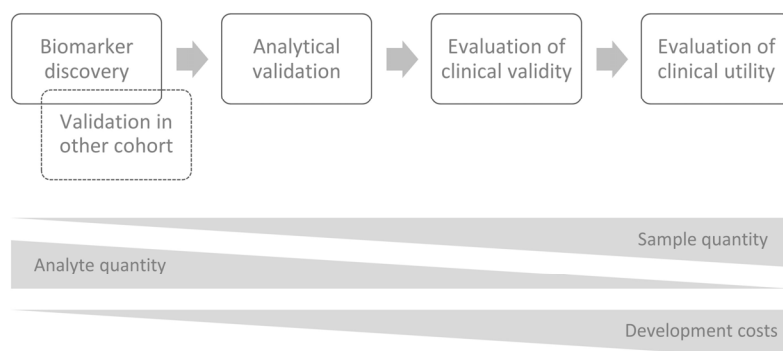 Biomarker
discovery
Analytical
validation
Evaluation of
clinical validity
Evaluation of
clinical utility
Validation in
other cohort
Sample quantity
Analyte quantity
Development costs